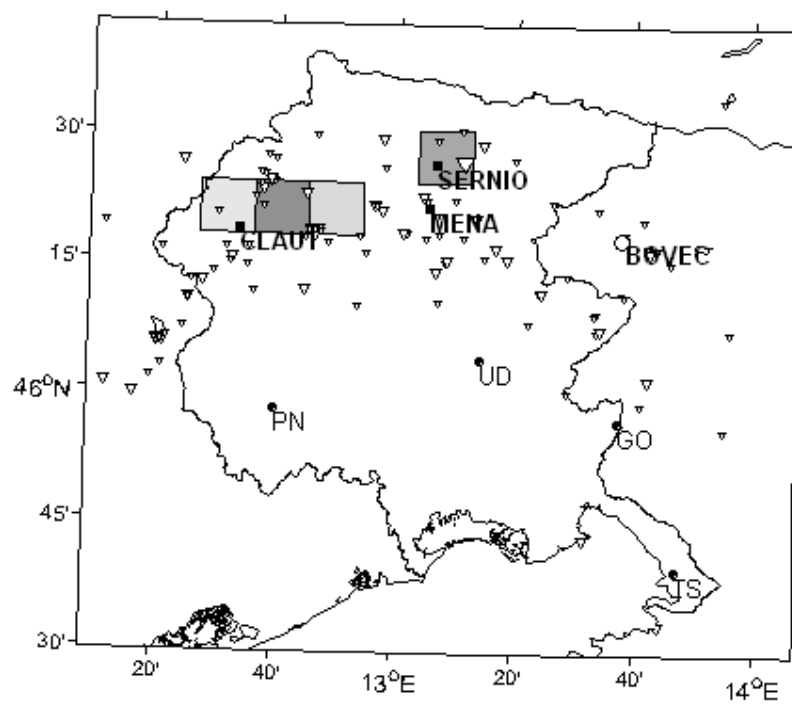 30'
SERNIO
MENA
CLAUT
BOVEC
15'
UD
46°N
PN
GO
45'
TS
30'
20'
40'
13°E
20'
40'
14°E